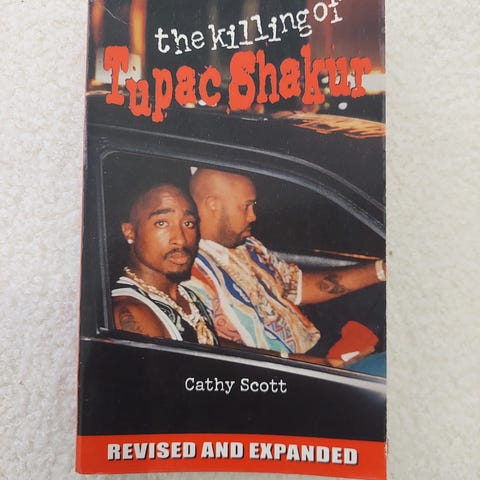 the killing of
Tupac Shakur
Cathy Scott
REVISED AND EXPANDED